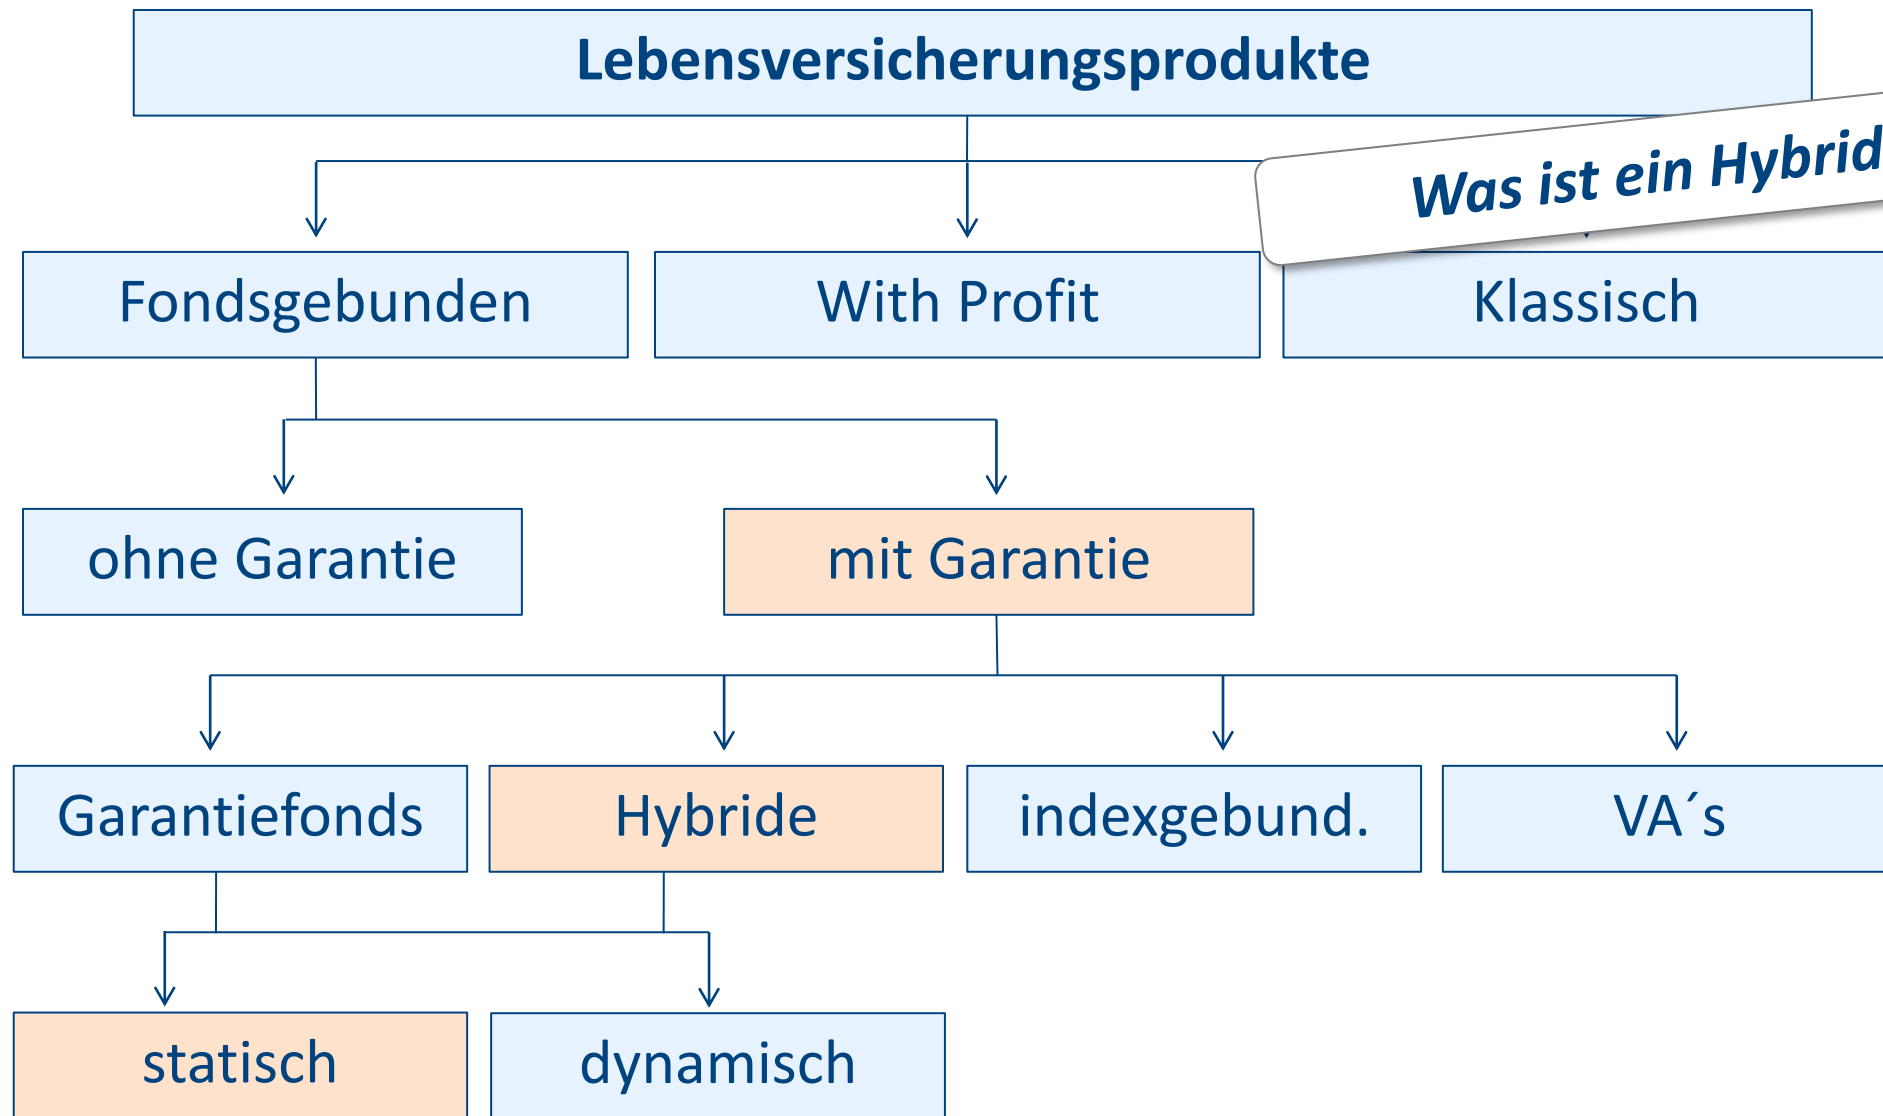 Lebensversicherungsprodukte
Was ist ein Hybrid
Fondsgebunden
With Profit
Klassisch
ohne Garantie
mit Garantie
Garantiefonds
Hybride
indexgebund.
VA´s
statisch
dynamisch